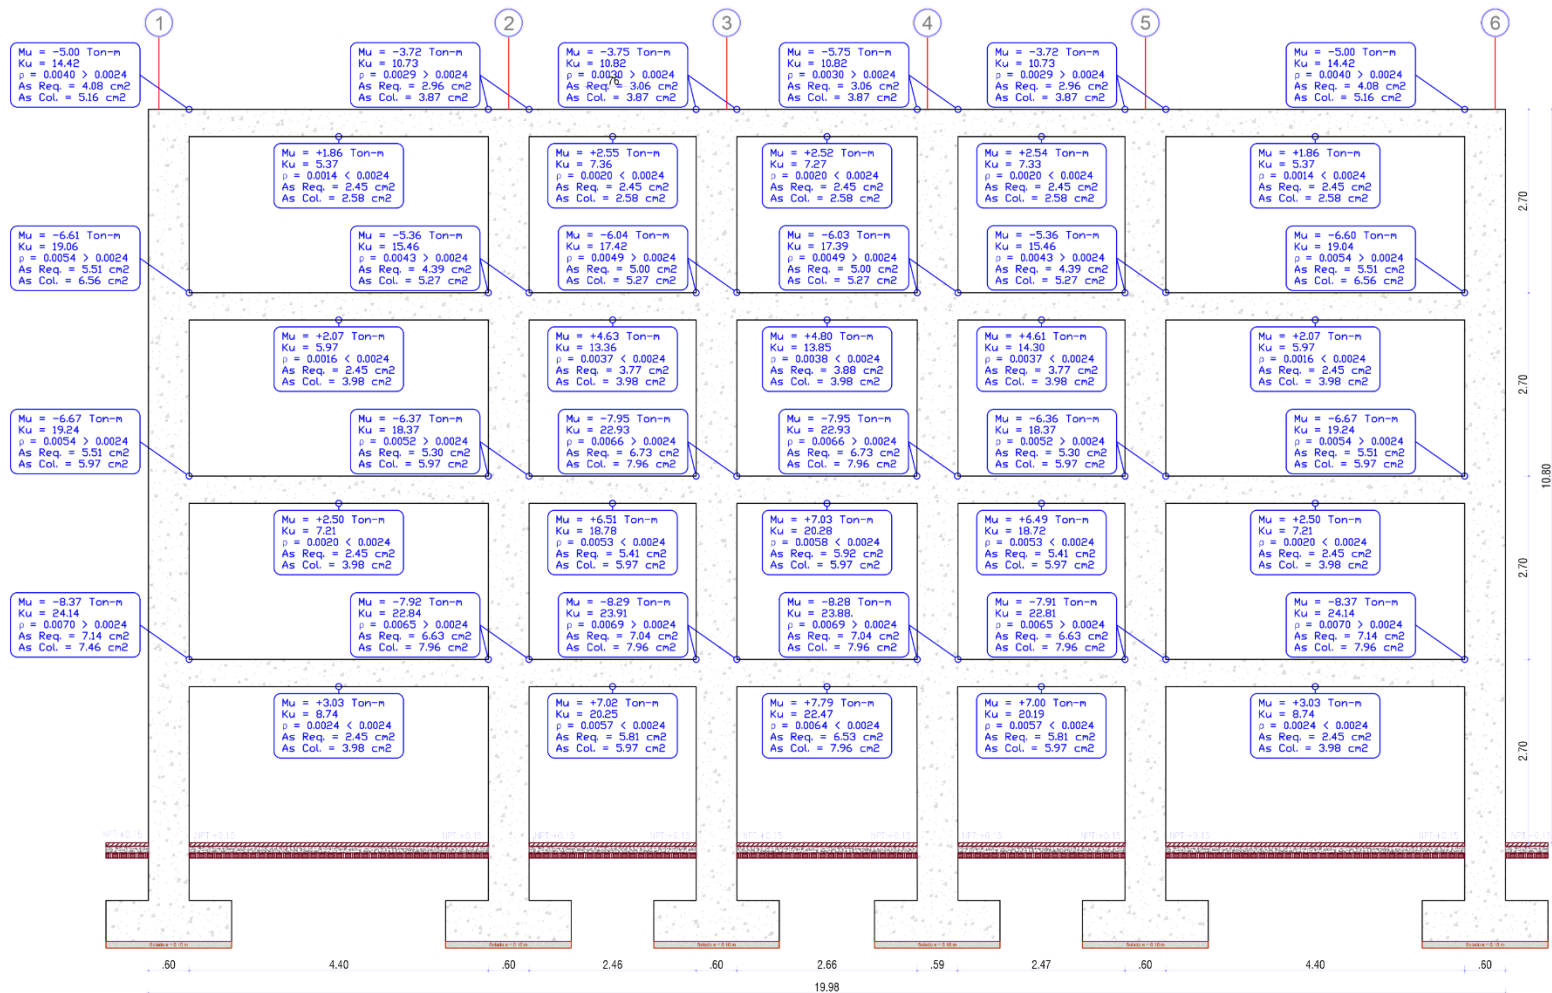 1
2
3
4
5
6
Mu = -5.00 Ton-m
Ku = 14.42
ρ = 0.0040 > 0.0024
As Req. = 4.08 cm2
As Col. = 5.16 cm2
Mu = -3.72 Ton-m
Ku = 10.73
ρ = 0.0029 > 0.0024
As Req. = 2.96 cm2
As Col. = 3.87 cm2
Mu = -3.75 Ton-m
Ku = 10.82
ρ = 0.0030 > 0.0024
76
As Req. = 3.06 cm2
As Col. = 3.87 cm2
Mu = -5.75 Ton-m
Ku = 10.82
ρ = 0.0030 > 0.0024
As Req. = 3.06 cm2
As Col. = 3.87 cm2
Mu = -3.72 Ton-m
Ku = 10.73
ρ = 0.0029 > 0.0024
As Req. = 2.96 cm2
As Col. = 3.87 cm2
Mu = -5.00 Ton-m
Ku = 14.42
ρ = 0.0040 > 0.0024
As Req. = 4.08 cm2
As Col. = 5.16 cm2
Mu = +1.86 Ton-m
Ku = 5.37
ρ = 0.0014 < 0.0024
As Req. = 2.45 cm2
As Col. = 2.58 cm2
Mu = +2.55 Ton-m
Ku = 7.36
ρ = 0.0020 < 0.0024
As Req. = 2.45 cm2
As Col. = 2.58 cm2
Mu = +2.52 Ton-m
Ku = 7.27
ρ = 0.0020 < 0.0024
As Req. = 2.45 cm2
As Col. = 2.58 cm2
Mu = +2.54 Ton-m
Ku = 7.33
ρ = 0.0020 < 0.0024
As Req. = 2.45 cm2
As Col. = 2.58 cm2
Mu = +1.86 Ton-m
Ku = 5.37
ρ = 0.0014 < 0.0024
As Req. = 2.45 cm2
As Col. = 2.58 cm2
2.70
Mu = -6.61 Ton-m
Ku = 19.06
ρ = 0.0054 > 0.0024
As Req. = 5.51 cm2
As Col. = 6.56 cm2
Mu = -5.36 Ton-m
Ku = 15.46
ρ = 0.0043 > 0.0024
As Req. = 4.39 cm2
As Col. = 5.27 cm2
Mu = -6.04 Ton-m
Ku = 17.42
ρ = 0.0049 > 0.0024
As Req. = 5.00 cm2
As Col. = 5.27 cm2
Mu = -6.03 Ton-m
Ku = 17.39
ρ = 0.0049 > 0.0024
As Req. = 5.00 cm2
As Col. = 5.27 cm2
Mu = -5.36 Ton-m
Ku = 15.46
ρ = 0.0043 > 0.0024
As Req. = 4.39 cm2
As Col. = 5.27 cm2
Mu = -6.60 Ton-m
Ku = 19.04
ρ = 0.0054 > 0.0024
As Req. = 5.51 cm2
As Col. = 6.56 cm2
Mu = +2.07 Ton-m
Ku = 5.97
ρ = 0.0016 < 0.0024
As Req. = 2.45 cm2
As Col. = 3.98 cm2
Mu = +4.63 Ton-m
Ku = 13.36
ρ = 0.0037 < 0.0024
As Req. = 3.77 cm2
As Col. = 3.98 cm2
Mu = +4.80 Ton-m
Ku = 13.85
ρ = 0.0038 < 0.0024
As Req. = 3.88 cm2
As Col. = 3.98 cm2
Mu = +4.61 Ton-m
Ku = 14.30
ρ = 0.0037 < 0.0024
As Req. = 3.77 cm2
As Col. = 3.98 cm2
Mu = +2.07 Ton-m
Ku = 5.97
ρ = 0.0016 < 0.0024
As Req. = 2.45 cm2
As Col. = 3.98 cm2
2.70
Mu = -6.67 Ton-m
Ku = 19.24
ρ = 0.0054 > 0.0024
As Req. = 5.51 cm2
As Col. = 5.97 cm2
Mu = -6.37 Ton-m
Ku = 18.37
ρ = 0.0052 > 0.0024
As Req. = 5.30 cm2
As Col. = 5.97 cm2
Mu = -7.95 Ton-m
Ku = 22.93
ρ = 0.0066 > 0.0024
As Req. = 6.73 cm2
As Col. = 7.96 cm2
Mu = -7.95 Ton-m
Ku = 22.93
ρ = 0.0066 > 0.0024
As Req. = 6.73 cm2
As Col. = 7.96 cm2
Mu = -6.36 Ton-m
Ku = 18.37
ρ = 0.0052 > 0.0024
As Req. = 5.30 cm2
As Col. = 5.97 cm2
Mu = -6.67 Ton-m
Ku = 19.24
ρ = 0.0054 > 0.0024
As Req. = 5.51 cm2
As Col. = 5.97 cm2
10.80
Mu = +2.50 Ton-m
Ku = 7.21
ρ = 0.0020 < 0.0024
As Req. = 2.45 cm2
As Col. = 3.98 cm2
Mu = +6.51 Ton-m
Ku = 18.78
ρ = 0.0053 < 0.0024
As Req. = 5.41 cm2
As Col. = 5.97 cm2
Mu = +7.03 Ton-m
Ku = 20.28
ρ = 0.0058 < 0.0024
As Req. = 5.92 cm2
As Col. = 5.97 cm2
Mu = +6.49 Ton-m
Ku = 18.72
ρ = 0.0053 < 0.0024
As Req. = 5.41 cm2
As Col. = 5.97 cm2
Mu = +2.50 Ton-m
Ku = 7.21
ρ = 0.0020 < 0.0024
As Req. = 2.45 cm2
As Col. = 3.98 cm2
2.70
Mu = -8.37 Ton-m
Ku = 24.14
ρ = 0.0070 > 0.0024
As Req. = 7.14 cm2
As Col. = 7.46 cm2
Mu = -7.92 Ton-m
Ku = 22.84
ρ = 0.0065 > 0.0024
As Req. = 6.63 cm2
As Col. = 7.96 cm2
Mu = -8.29 Ton-m
Ku = 23.91
ρ = 0.0069 > 0.0024
As Req. = 7.04 cm2
As Col. = 7.96 cm2
Mu = -8.28 Ton-m
Ku = 23.88.
ρ = 0.0069 > 0.0024
As Req. = 7.04 cm2
As Col. = 7.96 cm2
Mu = -7.91 Ton-m
Ku = 22.81
ρ = 0.0065 > 0.0024
As Req. = 6.63 cm2
As Col. = 7.96 cm2
Mu = -8.37 Ton-m
Ku = 24.14
ρ = 0.0070 > 0.0024
As Req. = 7.14 cm2
As Col. = 7.96 cm2
Mu = +3.03 Ton-m
Ku = 8.74
ρ = 0.0024 < 0.0024
As Req. = 2.45 cm2
As Col. = 3.98 cm2
Mu = +7.02 Ton-m
Ku = 20.25
ρ = 0.0057 < 0.0024
As Req. = 5.81 cm2
As Col. = 5.97 cm2
Mu = +7.79 Ton-m
Ku = 22.47
ρ = 0.0064 < 0.0024
As Req. = 6.53 cm2
As Col. = 7.96 cm2
Mu = +7.00 Ton-m
Ku = 20.19
ρ = 0.0057 < 0.0024
As Req. = 5.81 cm2
As Col. = 5.97 cm2
Mu = +3.03 Ton-m
Ku = 8.74
ρ = 0.0024 < 0.0024
As Req. = 2.45 cm2
As Col. = 3.98 cm2
2.70
NPT +0.15
NPT +0.15
NPT +0.15
NPT +0.15
NPT +0.15
NPT +0.15
NPT +0.15
NPT +0.15
NPT +0.15
NPT +0.15
NPT +0.15
.60
4.40
.60
2.46
.60
2.66
.59
2.47
.60
4.40
.60
19.98